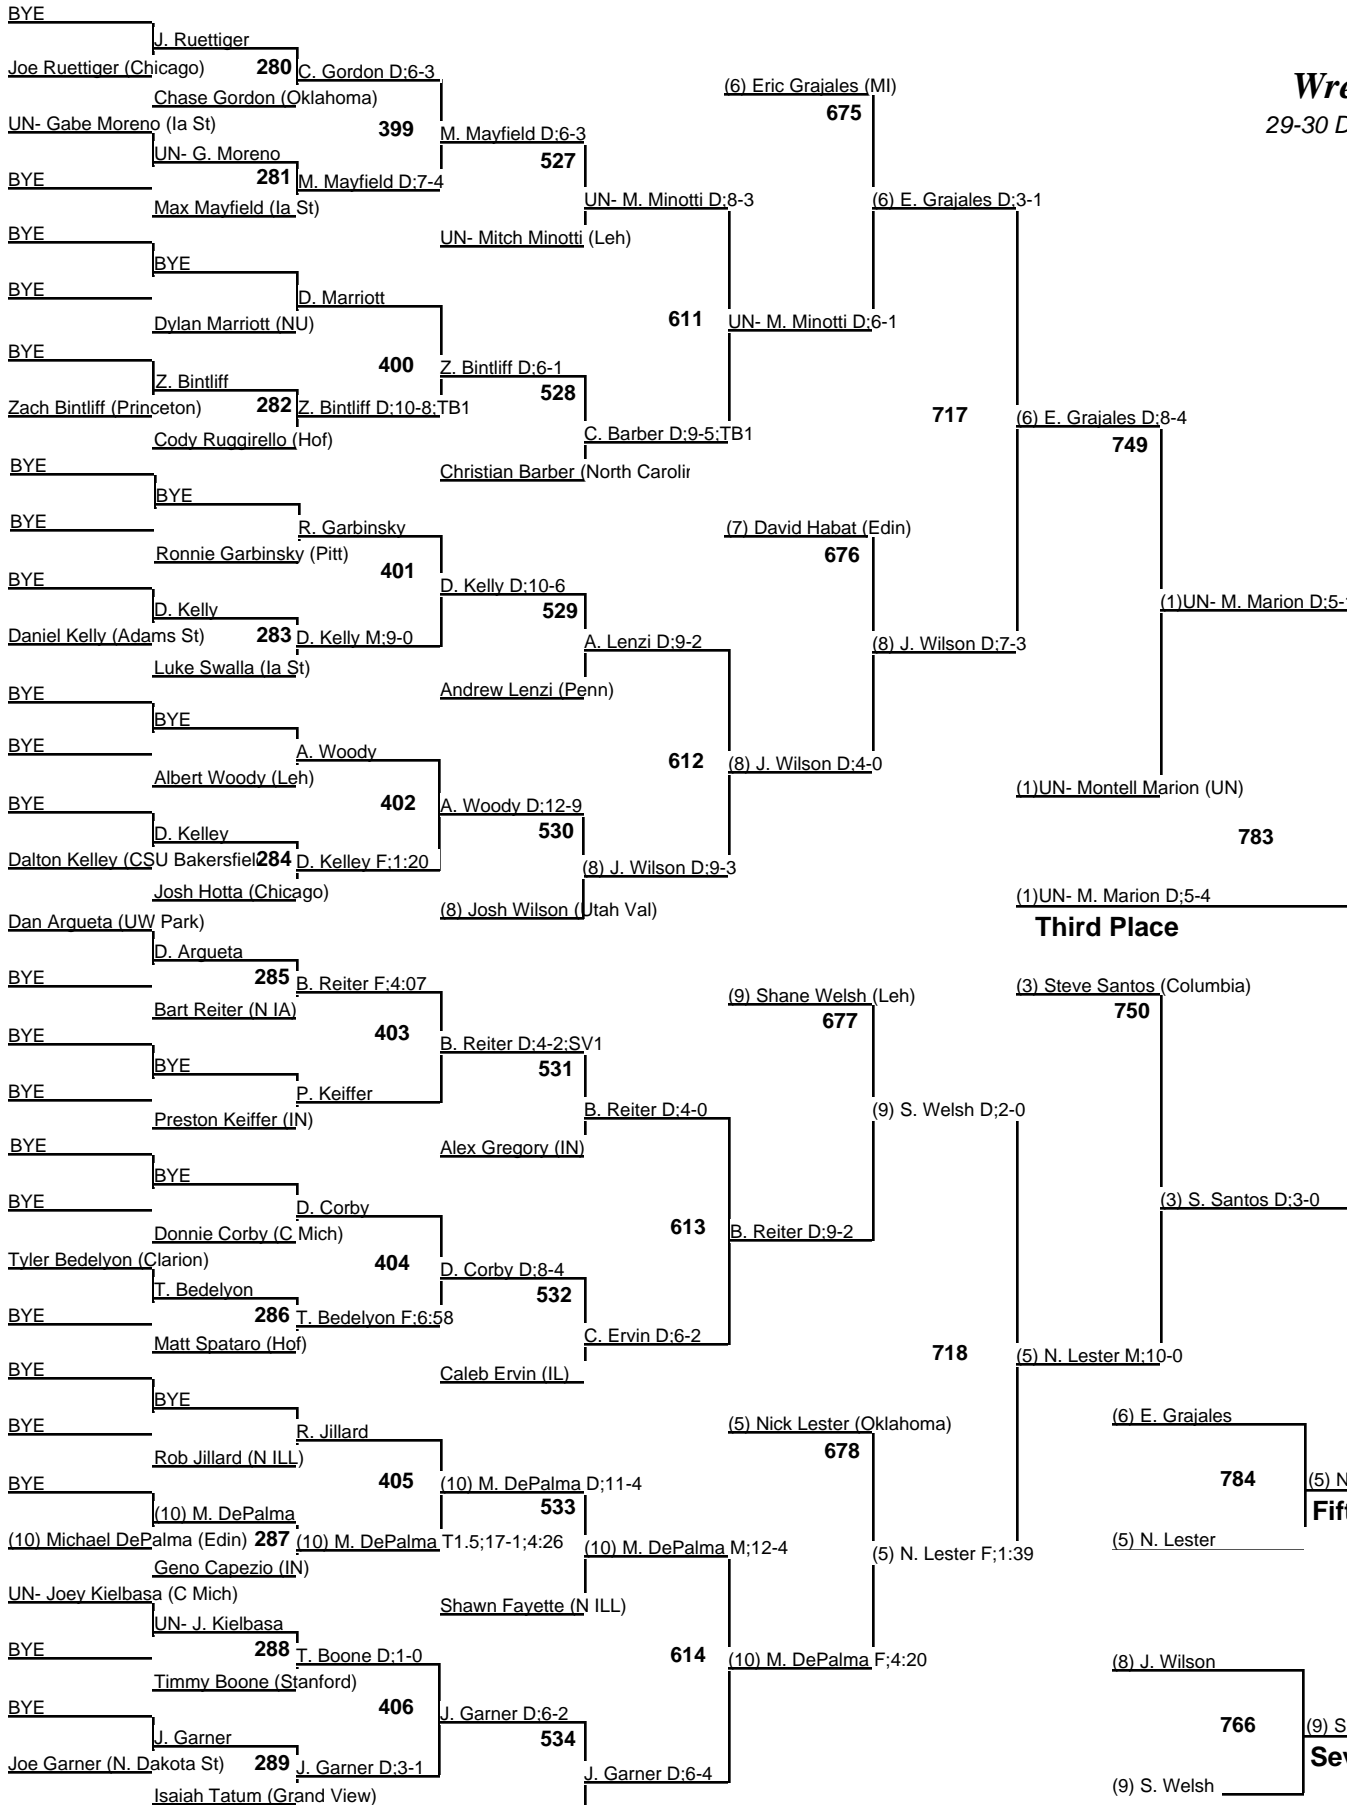 BYE
J. Ruettiger
Joe Ruettiger (Chicago)
280
C. Gordon D;6-3
(6) Eric Grajales (MI)
Wre
Chase Gordon (Oklahoma)
675
29-30 D
UN- Gabe Moreno (Ia St)
399
M. Mayfield D;6-3
UN- G. Moreno
527
BYE
281
M. Mayfield D;7-4
UN- M. Minotti D;8-3
(6) E. Grajales D;3-1
Max Mayfield (Ia St)
BYE
UN- Mitch Minotti (Leh)
BYE
BYE
D. Marriott
Dylan Marriott (NU)
611
UN- M. Minotti D;6-1
BYE
400
Z. Bintliff D;6-1
Z. Bintliff
528
Zach Bintliff (Princeton)
282
Z. Bintliff D;10-8;TB1
717
(6) E. Grajales D;8-4
Cody Ruggirello (Hof)
C. Barber D;9-5;TB1
749
BYE
Christian Barber (North Carolin
BYE
BYE
R. Garbinsky
(7) David Habat (Edin)
Ronnie Garbinsky (Pitt)
676
401
BYE
D. Kelly D;10-6
D. Kelly
529
(1)UN- M. Marion D;5-1
Daniel Kelly (Adams St)
283
D. Kelly M;9-0
A. Lenzi D;9-2
(8) J. Wilson D;7-3
Luke Swalla (Ia St)
BYE
Andrew Lenzi (Penn)
BYE
BYE
A. Woody
612
(8) J. Wilson D;4-0
Albert Woody (Leh)
(1)UN- Montell Marion (UN)
BYE
402
A. Woody D;12-9
D. Kelley
530
783
Dalton Kelley (CSU Bakersfiel
284
D. Kelley F;1:20
(8) J. Wilson D;9-3
Josh Hotta (Chicago)
(8) Josh Wilson (Utah Val)
(1)UN- M. Marion D;5-4
Dan Argueta (UW Park)
Third Place
D. Argueta
BYE
285
B. Reiter F;4:07
(9) Shane Welsh (Leh)
(3) Steve Santos (Columbia)
Bart Reiter (N IA)
677
750
BYE
403
B. Reiter D;4-2;SV1
BYE
531
BYE
P. Keiffer
B. Reiter D;4-0
(9) S. Welsh D;2-0
Preston Keiffer (IN)
BYE
Alex Gregory (IN)
BYE
BYE
D. Corby
(3) S. Santos D;3-0
Donnie Corby (C Mich)
613
B. Reiter D;9-2
Tyler Bedelyon (Clarion)
404
D. Corby D;8-4
T. Bedelyon
532
BYE
286
T. Bedelyon F;6:58
C. Ervin D;6-2
Matt Spataro (Hof)
718
(5) N. Lester M;10-0
BYE
Caleb Ervin (IL)
BYE
BYE
R. Jillard
(5) Nick Lester (Oklahoma)
(6) E. Grajales
Rob Jillard (N ILL)
678
BYE
405
(10) M. DePalma D;11-4
784
(5) N
(10) M. DePalma
533
Fift
(10) Michael DePalma (Edin)
287
(10) M. DePalma T1.5;17-1;4:26
(10) M. DePalma M;12-4
(5) N. Lester F;1:39
(5) N. Lester
Geno Capezio (IN)
UN- Joey Kielbasa (C Mich)
Shawn Fayette (N ILL)
UN- J. Kielbasa
BYE
288
T. Boone D;1-0
614
(10) M. DePalma F;4:20
(8) J. Wilson
Timmy Boone (Stanford)
BYE
406
J. Garner D;6-2
J. Garner
534
766
(9) S
Joe Garner (N. Dakota St)
289
J. Garner D;3-1
J. Garner D;6-4
Sev
Isaiah Tatum (Grand View)
(9) S. Welsh